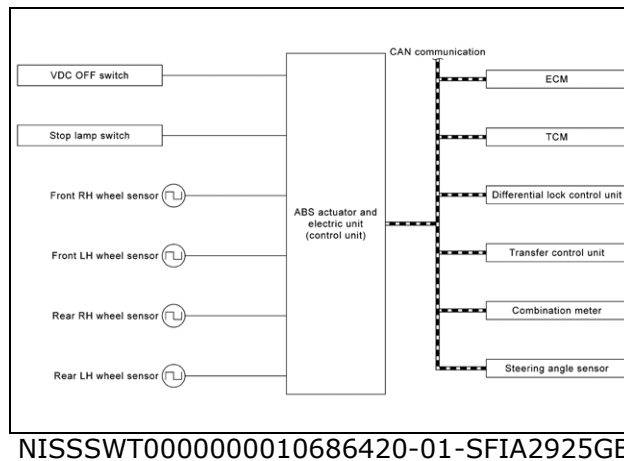 CAN communication
VDC OFF switch
ECM
Stop lamp switch
TCM
Front RH wheel sensor
Differential lock control unit
ABS actuator and
electric unit
(control unit)
Front LH wheel sensor
Transfer control unit
Rear RH wheel sensor
Combination meter
Rear LH wheel sensor
Steering angle sensor
NISSSWT0000000010686420-01-SFIA2925GE